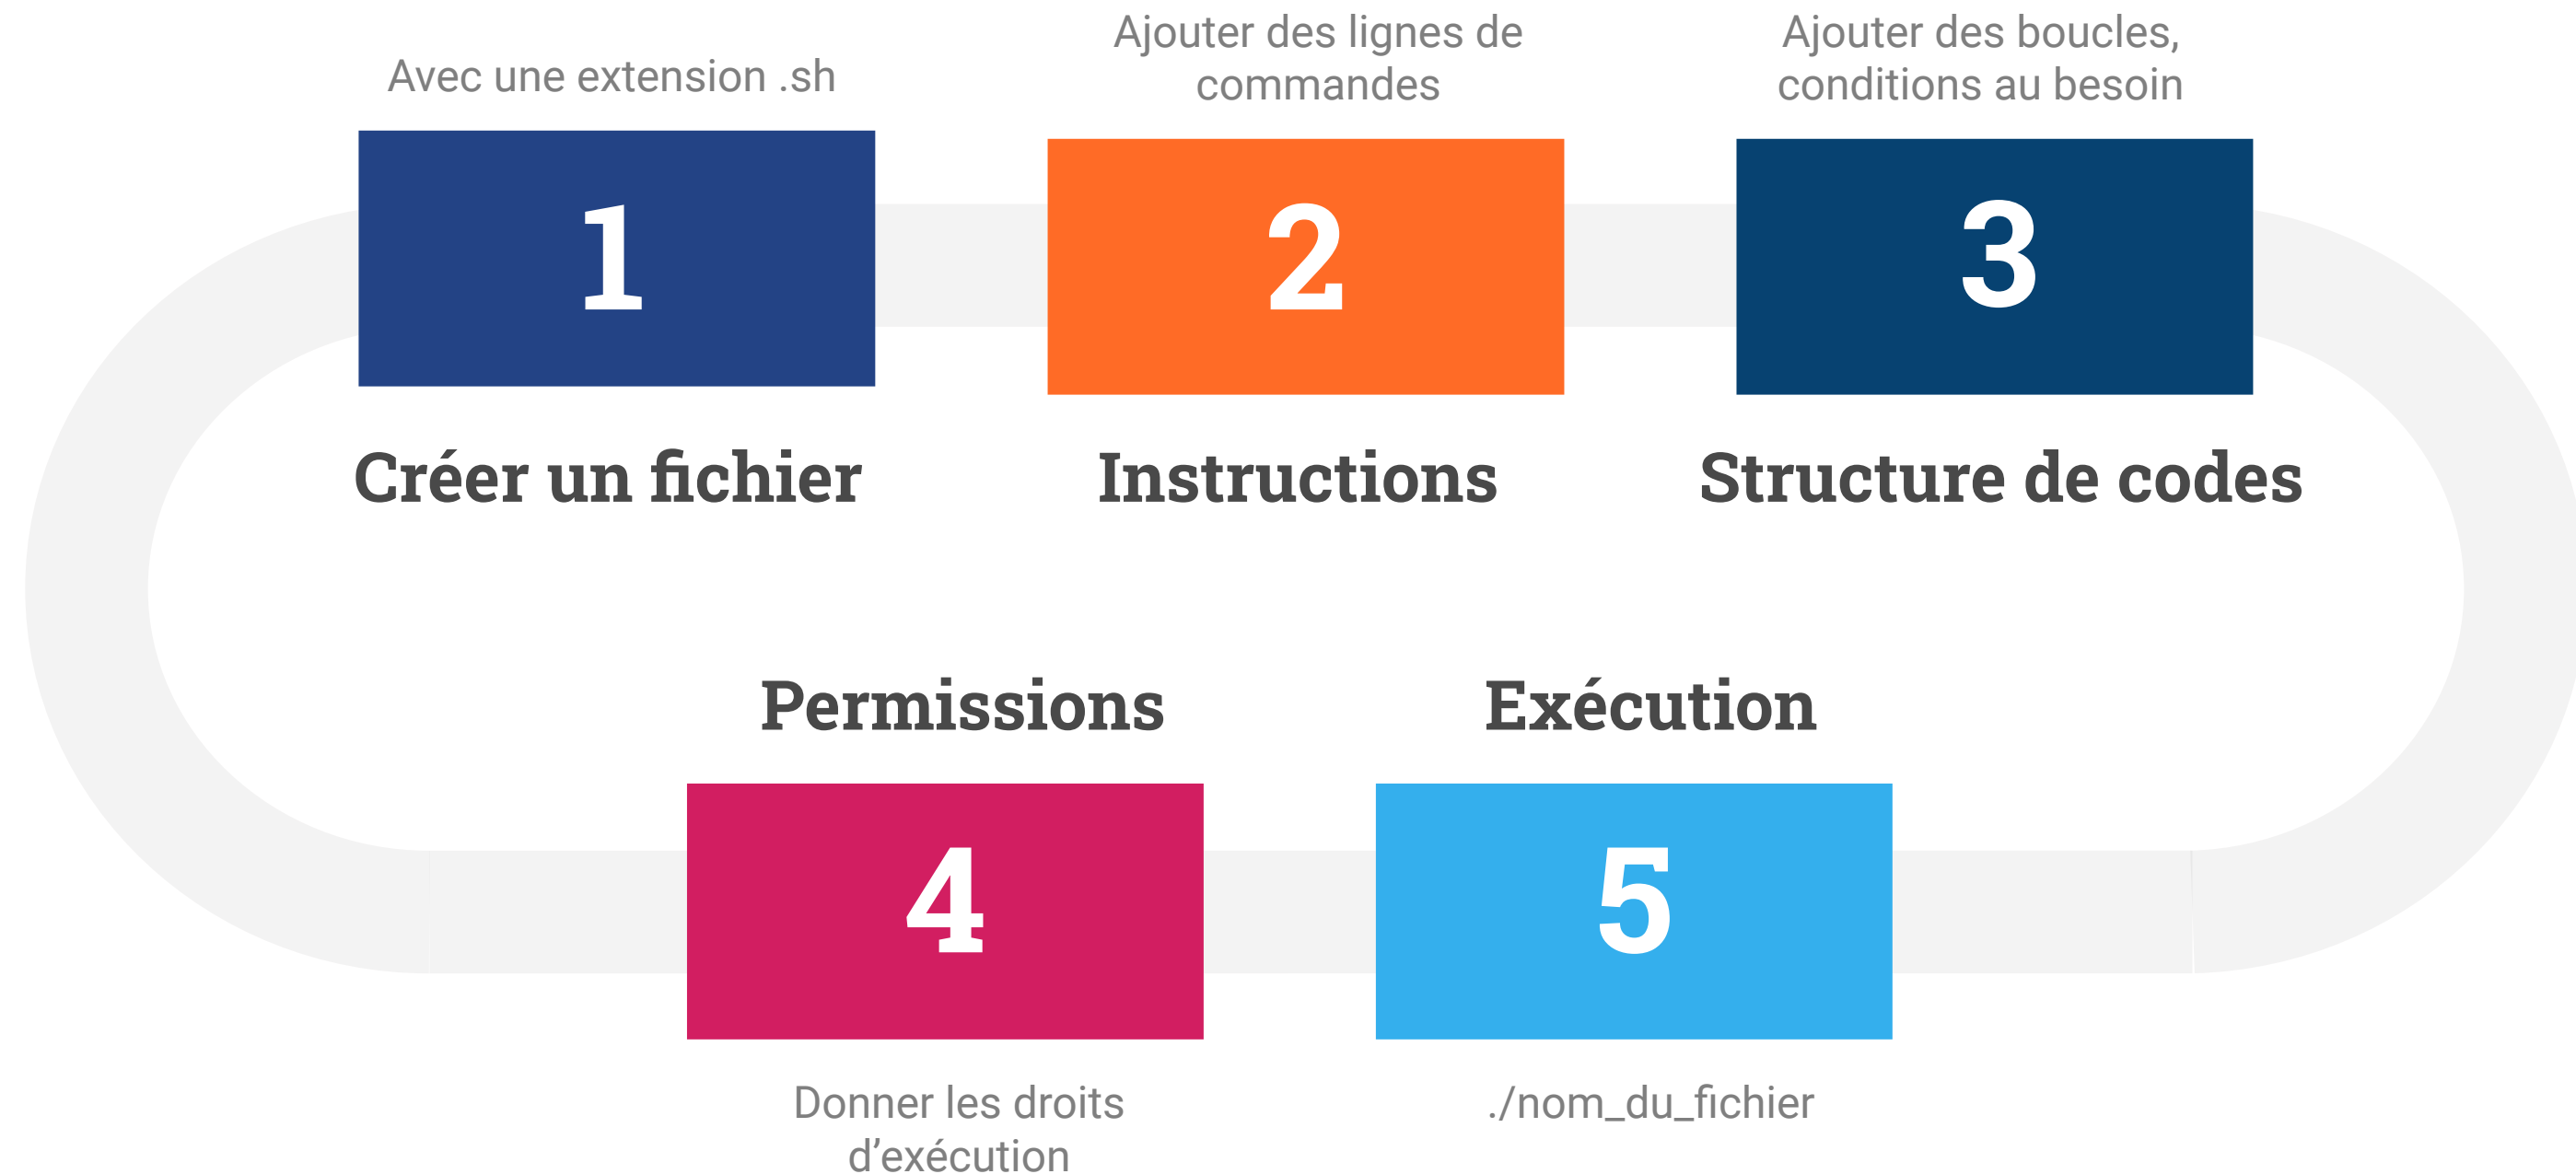 Avec une extension .sh
1
Créer un fichier
Ajouter des lignes de
commandes
2
Instructions
Ajouter des boucles,
conditions au besoin
3
Structure de codes
Permissions
4
Donner les droits
d’exécution
Exécution
5
./nom_du_fichier